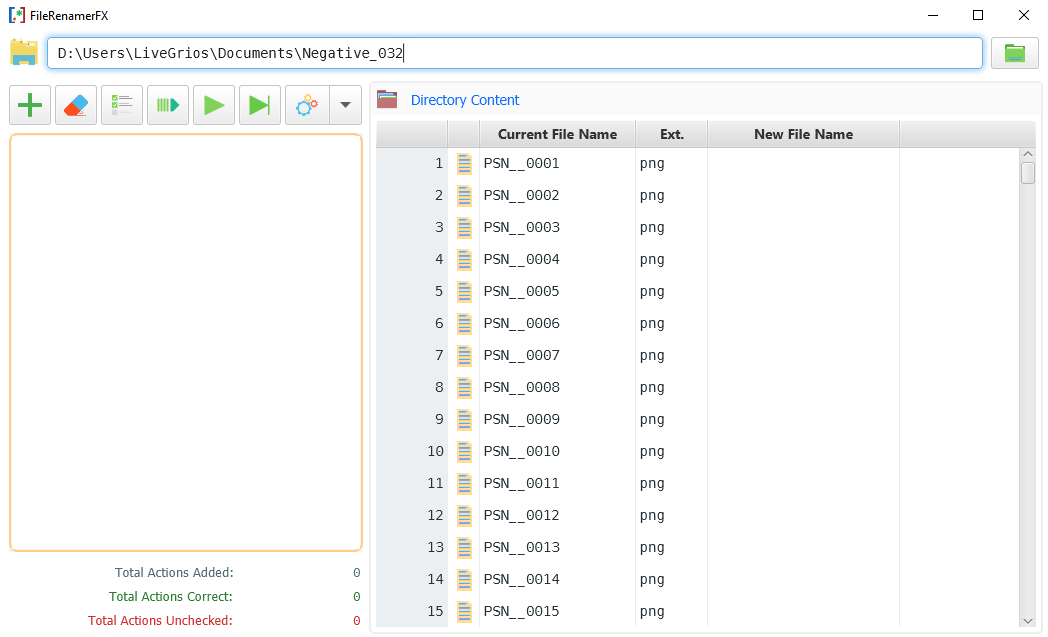 FileRenamerFX
D:\Users\LiveGrios\Documents\Negative_032
Directory Content
Current File Name Ext. New File Name
1 PSN__0001 png
2 PSN__0002 png
3 PSN__0003 png
4 PSN__0004 png
5 PSN__0005 png
6 PSN__0006 png
7 PSN__0007 png
8 PSN__0008 png
9 PSN__0009 png
10 PSN__0010 png
11 PSN__0011 png
12 PSN__0012 png
13 PSN__0013 png
14 PSN__0014 png
15 PSN__0015 png
Total Actions Added: 0
Total Actions Correct: 0
Total Actions Unchecked: 0